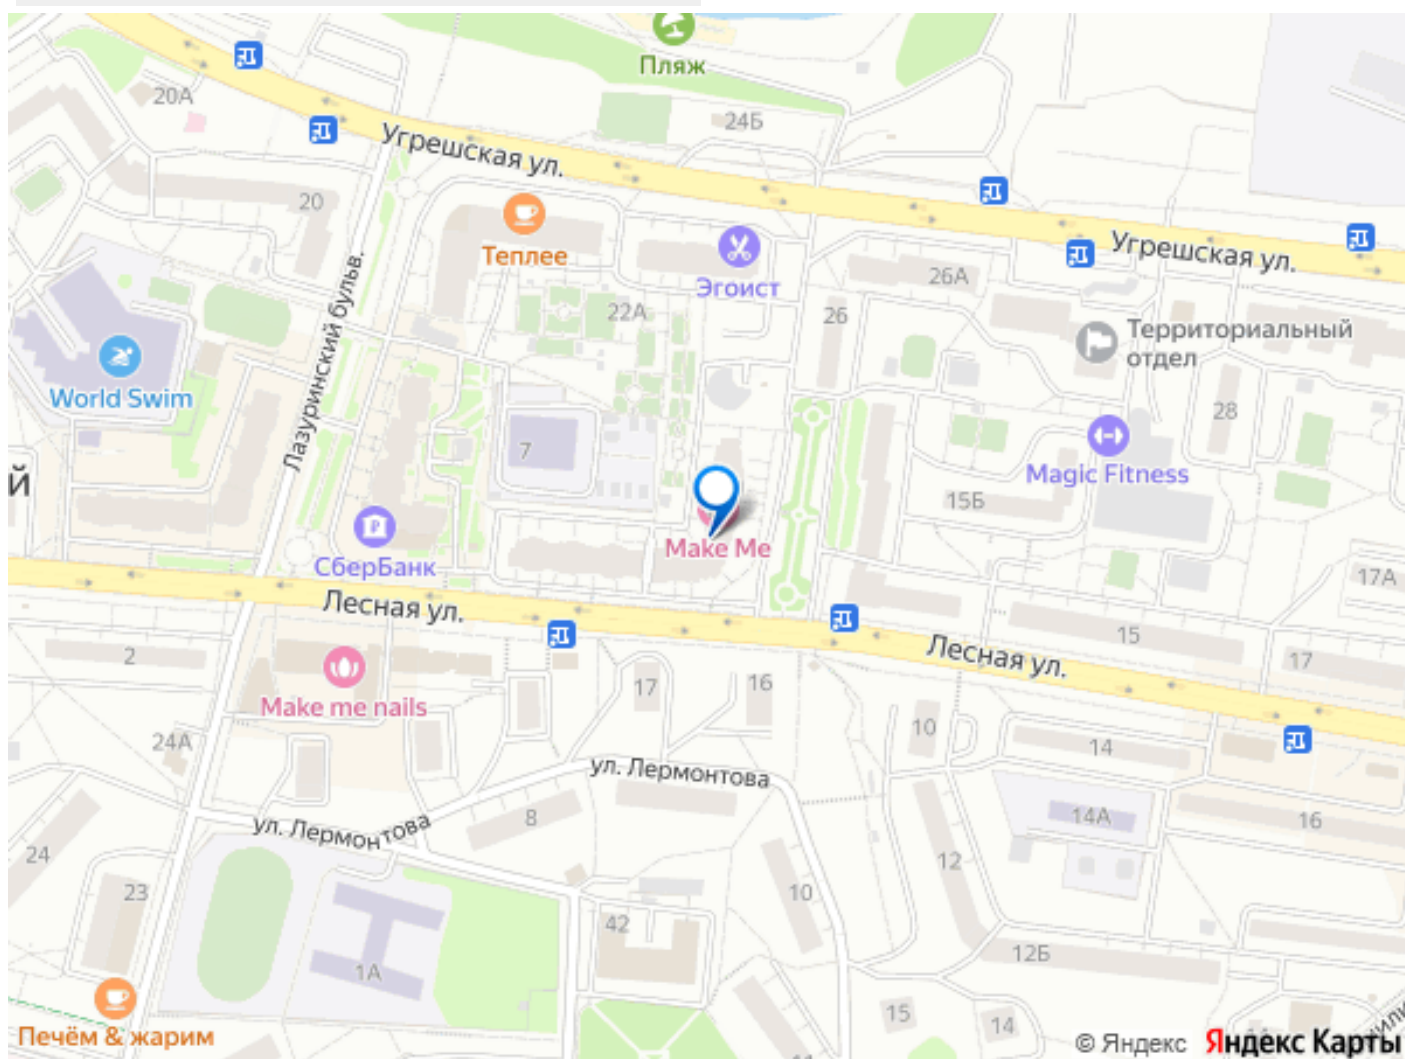 Пляж
20А
24Б
Угрешская ул.
20
Теплее
Эгоист
Угрешская ул.
26А
22А
26
Территориальный
отдел
World Swim
Лазуринский бульв.
28
7
Magic Fitness
й
15Б
СберБанк
Make Me
17А
Лесная ул.
15
Лесная ул.
2
17
Make me nails
17
16
10
24А
14
ул. Лермонтова
14А
16
ул. Лермонтова
8
24
12
23
10
42
12Б
1А
15
14
Печём & жарим
© Яндекс
Яндекс Карты